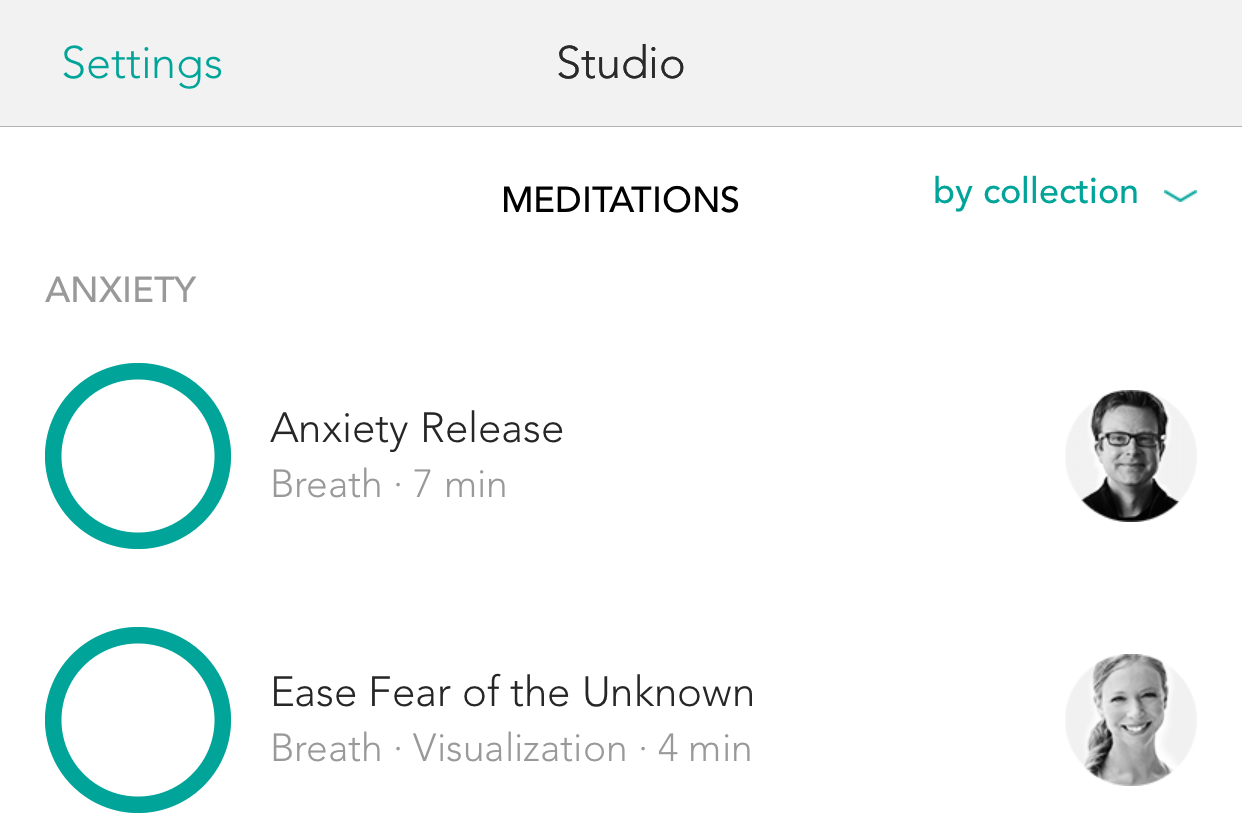 Settings
Studio
MEDITATIONS
by collection
ANXIETY
Anxiety Release
Breath · 7 min
Ease Fear of the Unknown
Breath · Visualization · 4 min